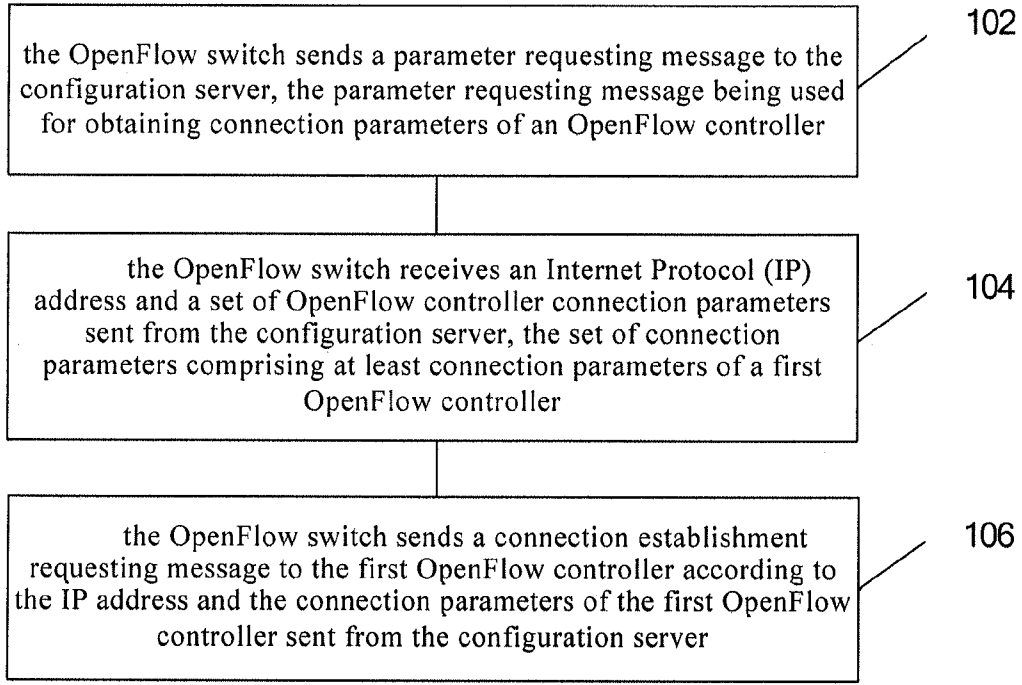 the OpenFlow switch sends a parameter requesting message to the
configuration server, the parameter requesting message being used
for obtaining connection parameters of an OpenFlow controller
102
the OpenFlow switch receives an Internet Protocol (IP)
address and a set of OpenFlow controller connection parameters
sent from the configuration server, the set of connection
parameters comprising at least connection parameters of a first
OpenFlow controller
104
the OpenFlow switch sends a connection establishment
requesting message to the first OpenFlow controller according to
the IP address and the connection parameters of the first OpenFlow
controller sent from the configuration server
106